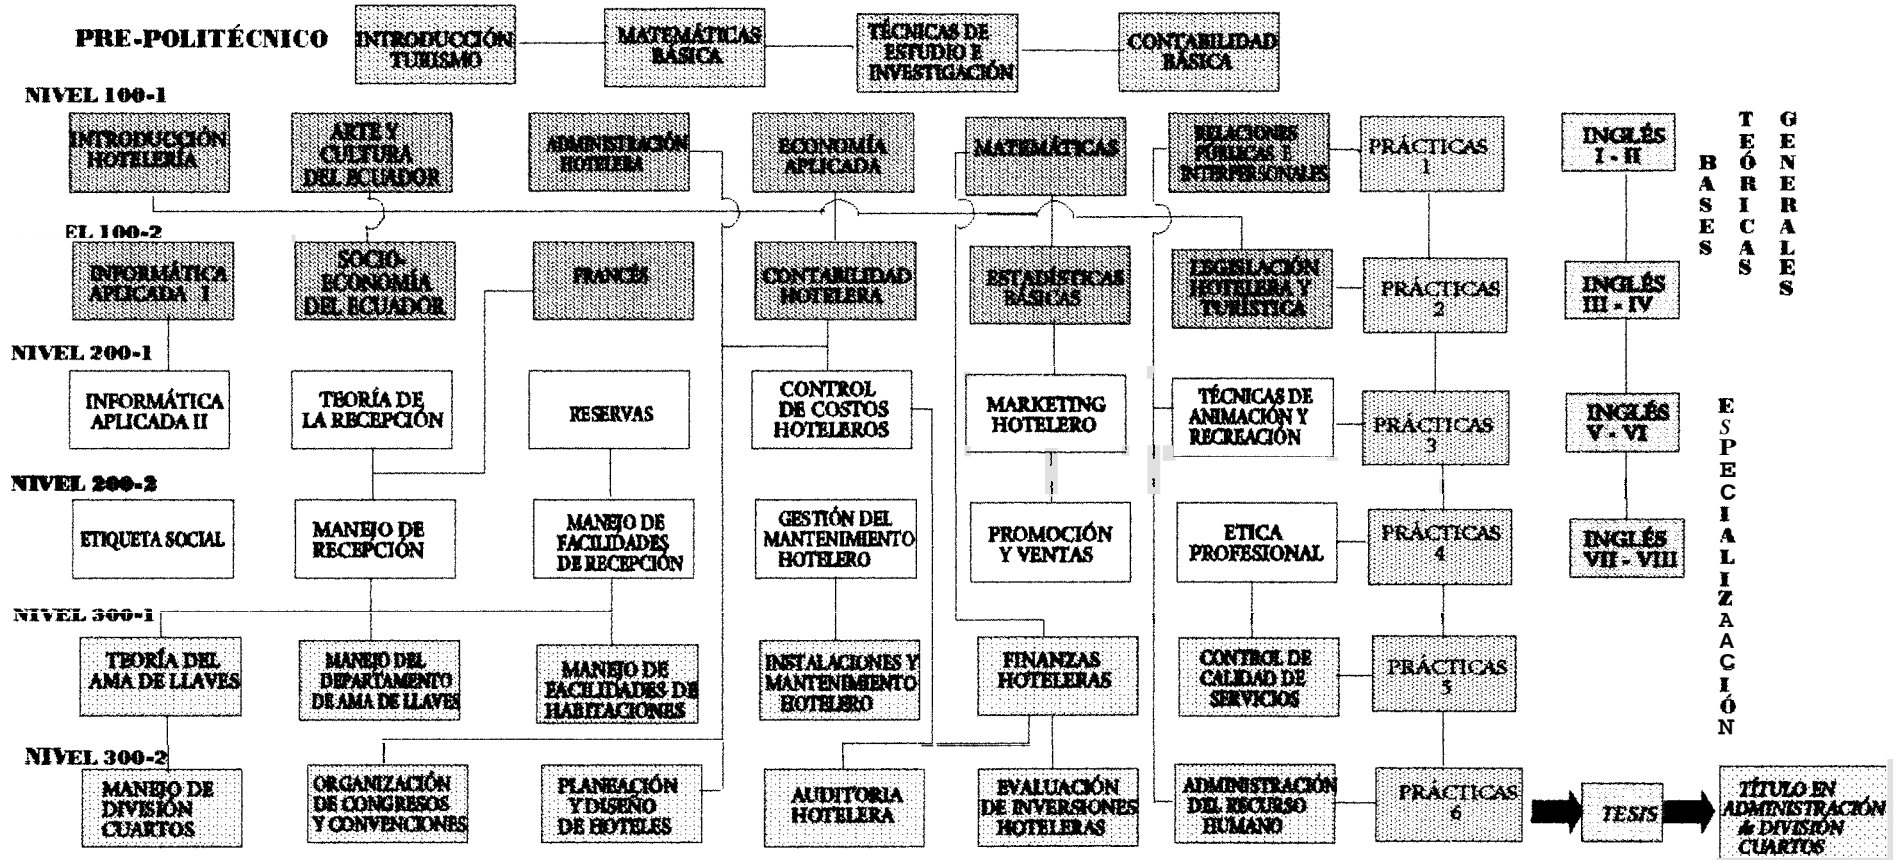 PRE-POLITÉCNICO
INTRODUCCIÓN
TURISMO
MATEMÁTICAS
BÁSICA
TÉCNICAS DE
ESTUDIO E
INVESTIGACIÓN
CONTABILIDAD
BÁSICA
NIVEL 100-1
INTRODUCCIÓN
HOTELERÍA
ARTE Y
CULTURA
DEL ECUADOR
ADMINISTRACIÓN
HOTELERA
ECONOMÍA
APLICADA
MATEMÁTICAS
RELACIONES
PÚBLICAS E
INTERPERSONALES
PRÁCTICAS
1
INGLÉS
I - II
BASES
TEÓRICAS
GENERALES
EL 100-2
INFORMÁTICA
APLICADA I
SOCIO-
ECONOMÍA
DEL ECUADOR
FRANCÉS
CONTABILIDAD
HOTELERA
ESTADÍSTICAS
BÁSICAS
LEGISLACIÓN
HOTELERA Y
TURÍSTICA
PRÁCTICAS
2
INGLÉS
III - IV
NIVEL 200-1
INFORMÁTICA
APLICADA II
TEORÍA DE
LA RECEPCIÓN
RESERVAS
CONTROL
DE COSTOS
HOTELEROS
MARKETING
HOTELERO
TÉCNICAS DE
ANIMACIÓN Y
RECREACIÓN
PRÁCTICAS
3
INGLÉS
V - VI
ESPECIALIZAACIÓN
NIVEL 200-2
ETIQUETA SOCIAL
MANEJO DE
RECEPCIÓN
MANEJO DE
FACILIDADES
DE RECEPCIÓN
GESTIÓN DEL
MANTENIMIENTO
HOTELERO
PROMOCIÓN
Y VENTAS
ETICA
PROFESIONAL
PRÁCTICAS
4
INGLÉS
VII - VIII
NIVEL 300-1
TEORÍA DEL
AMA DE LLAVES
MANEJO DEL
DEPARTAMENTO
DE AMA DE LLAVES
MANEJO DE
FACILIDADES DE
HABITACIONES
INSTALACIONES Y
MANTENIMIENTO
HOTELERO
FINANZAS
HOTELERAS
CONTROL DE
CALIDAD DE
SERVICIOS
PRÁCTICAS
5
NIVEL 300-2
MANEJO DE
DIVISIÓN
CUARTOS
ORGANIZACIÓN
DE CONGRESOS
Y CONVENCIONES
PLANEACIÓN
Y DISEÑO
DE HOTELES
AUDITORIA
HOTELERA
EVALUACIÓN
DE INVERSIONES
HOTELERAS
ADMINISTRACIÓN
DEL RECURSO
HUMANO
PRÁCTICAS
6
TESIS
TÍTULO EN
ADMINISTRACIÓN
de DIVISIÓN
CUARTOS